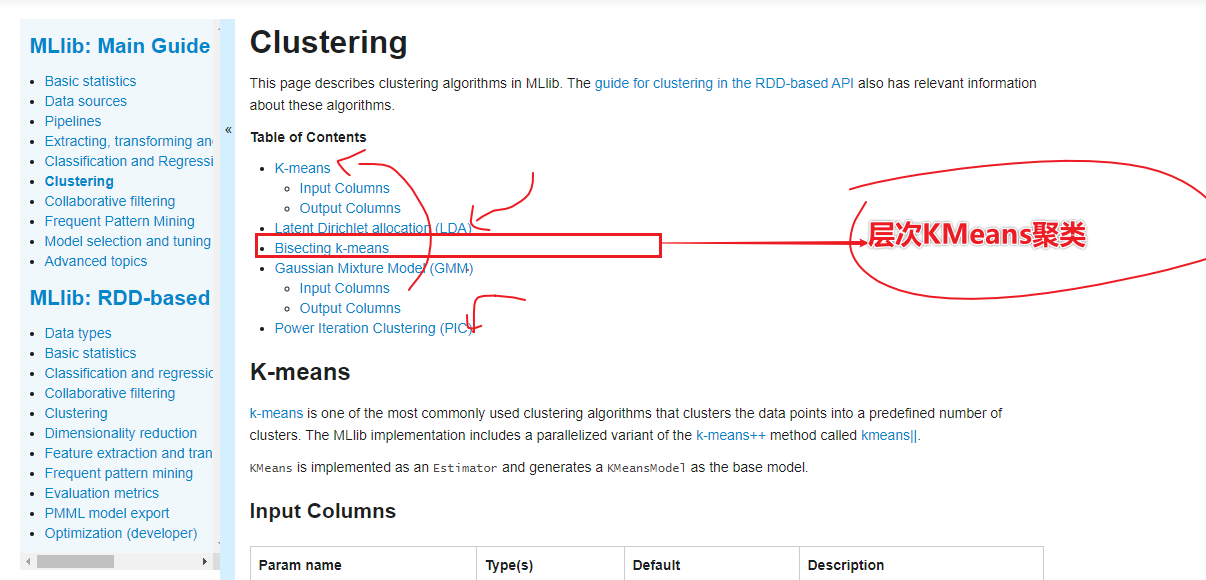 MLlib: Main Guide
Basic statistics
Data sources
Pipelines
Extracting, transforming an
Classification and Regressi
Clustering
Collaborative filtering
Frequent Pattern Mining
Model selection and tuning
Advanced topics
MLlib: RDD-based
Data types
Basic statistics
Classification and regressic
Collaborative filtering
Clustering
Dimensionality reduction
Feature extraction and tran
Frequent pattern mining
Evaluation metrics
PMML model export
Optimization (developer)
«
Clustering
This page describes clustering algorithms in MLlib. The guide for clustering in the RDD-based API also has relevant information
about these algorithms.
Table of Contents
K-means
Input Columns
Output Columns
Latent Dirichlet allocation (LDA)
Bisecting k-means
层次KMeans聚类
Gaussian Mixture Model (GMM)
Input Columns
Output Columns
Power Iteration Clustering (PIC)
K-means
k-means is one of the most commonly used clustering algorithms that clusters the data points into a predefined number of
clusters. The MLlib implementation includes a parallelized variant of the k-means++ method called kmeans||.
KMeans is implemented as an Estimator and generates a KMeansModel as the base model.
Input Columns
Param name Type(s) Default Description